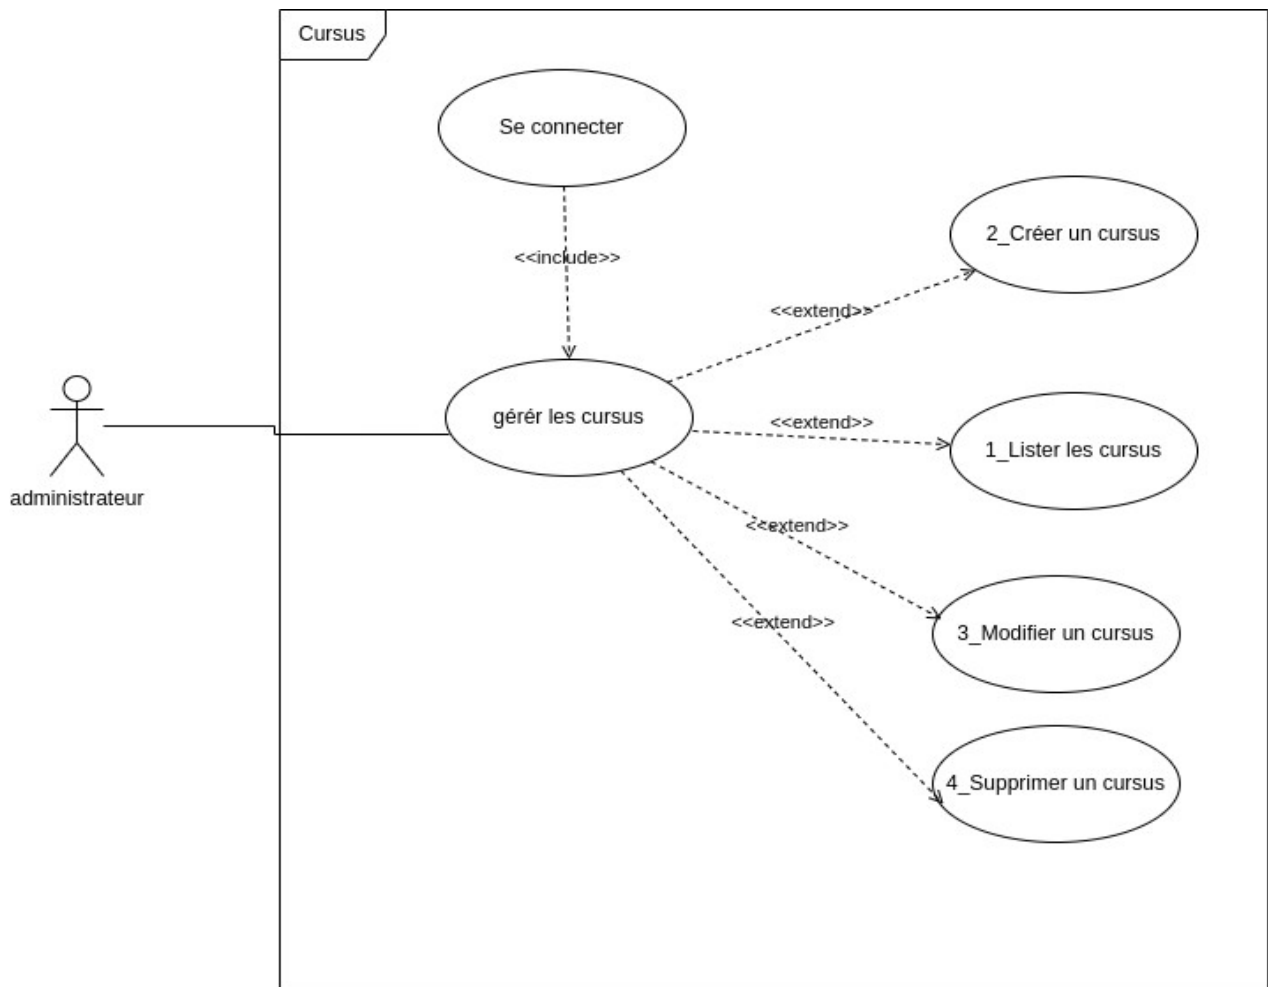 Cursus
Se connecter
<<include>>
2_Créer un cursus
<<extend>>
gérér les cursus
<<extend>>
1_Lister les cursus
administrateur
<<extend>>
<<extend>>
3_Modifier un cursus
4_Supprimer un cursus